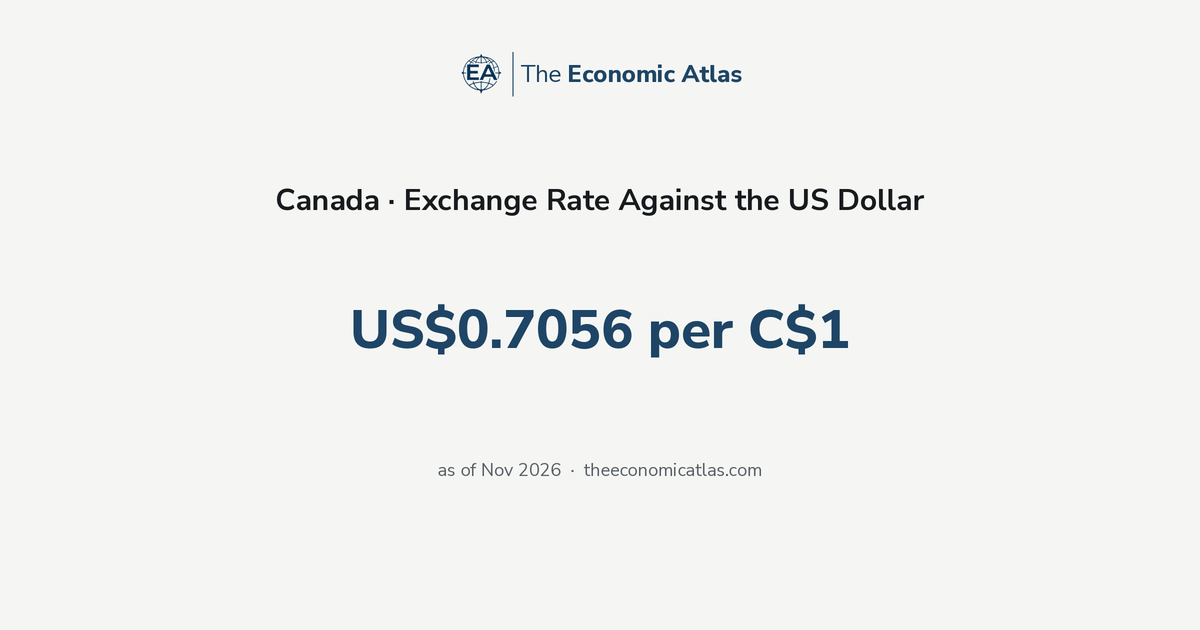 EA The Economic Atlas
Canada · Exchange Rate Against the US Dollar
US$0.7056 per C$1
as of Nov 2026 · theeconomicatlas.com